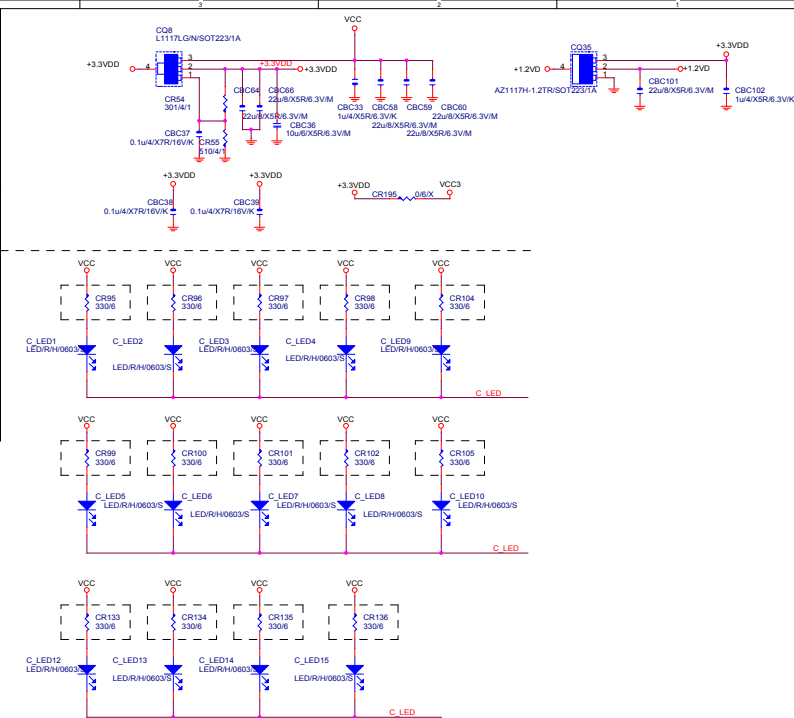 3
2
1
CQ8
L1117LG/N/SOT223/1A
VCC
CQ35
+3.3VDD
+3.3VDD
4
3
2
1
+3.3VDD
+3.3VDD
+1.2VD
4
3
2
1
+1.2VD
AZ1117H-1.2TR/SOT223/1A
CR54
301/4/1
CBC64
22u/8/X5R/6.3V/M
CBC66
22u/8/X5R/6.3V/M
CBC36
10u/6/X5R/6.3V/M
CBC37
0.1u/4/X7R/16V/K
CR55
510/4/1
CBC33
1u/4/X5R/6.3V/K
CBC58
22u/8/X5R/6.3V/M
CBC59
22u/8/X5R/6.3V/M
CBC60
22u/8/X5R/6.3V/M
CBC101
22u/8/X5R/6.3V/M
CBC102
1u/4/X5R/6.3V/K
+3.3VDD
CBC38
0.1u/4/X7R/16V/K
+3.3VDD
CBC39
0.1u/4/X7R/16V/K
+3.3VDD
CR195
0/6/X
VCC3
VCC
VCC
VCC
VCC
VCC
CR95
330/6
CR96
330/6
CR97
330/6
CR98
330/6
CR104
330/6
C_LED1
LED/R/H/0603/S
C_LED2
LED/R/H/0603/S
C_LED3
LED/R/H/0603/S
C_LED4
LED/R/H/0603/S
C_LED9
LED/R/H/0603/S
C_LED
VCC
VCC
VCC
VCC
VCC
CR99
330/6
CR100
330/6
CR101
330/6
CR102
330/6
CR105
330/6
C_LED5
LED/R/H/0603/S
C_LED6
LED/R/H/0603/S
C_LED7
LED/R/H/0603/S
C_LED8
LED/R/H/0603/S
C_LED10
LED/R/H/0603/S
C_LED
VCC
VCC
VCC
VCC
CR133
330/6
CR134
330/6
CR135
330/6
CR136
330/6
C_LED12
LED/R/H/0603/S
C_LED13
LED/R/H/0603/S
C_LED14
LED/R/H/0603/S
C_LED15
LED/R/H/0603/S
C_LED